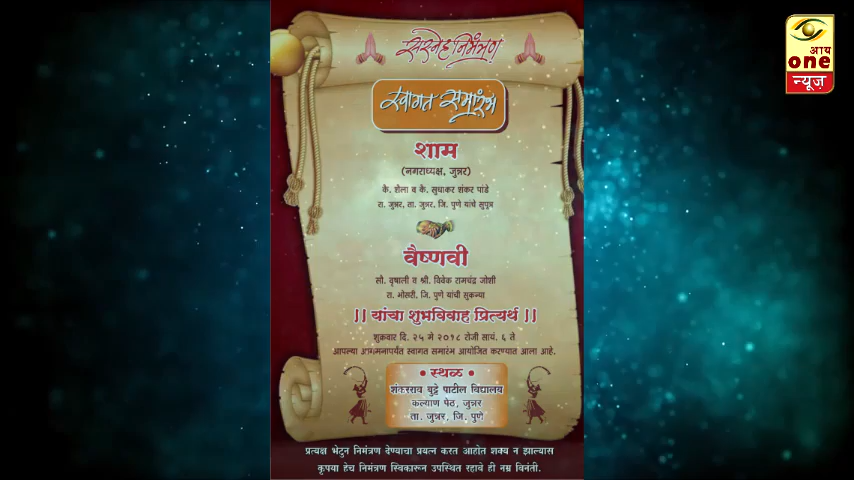 सस्नेह निमंत्रण
स्वागत समारंभ
शाम
(नगराध्यक्ष, जुन्नर)
कै. शैला व कै. सुधाकर शंकर पांडे
रा. जुन्नर, ता. जुन्नर, जि. पुणे यांचे सुपुत्र
वैष्णवी
सौ. वृषाली व श्री. विवेक रामचंद्र जोशी
रा. भोसरी, जि. पुणे यांची सुकन्या
|| यांचा शुभविवाह प्रित्यर्थ ||
शुक्रवार दि. २५ मे २०१८ रोजी सायं. ६ ते
आपल्या आगमनापर्यंत स्वागत समारंभ आयोजित करण्यात आला आहे.
• स्थळ •
शंकरराव बुट्टे पाटील विद्यालय
कल्याण पेठ, जुन्नर
ता. जुन्नर, जि. पुणे
प्रत्यक्ष भेटुन निमंत्रण देण्याचा प्रयत्न करत आहोत शक्य न झाल्यास
कृपया हेच निमंत्रण स्विकारून उपस्थित रहावे ही नम्र विनंती.
आय
one
न्यूज़